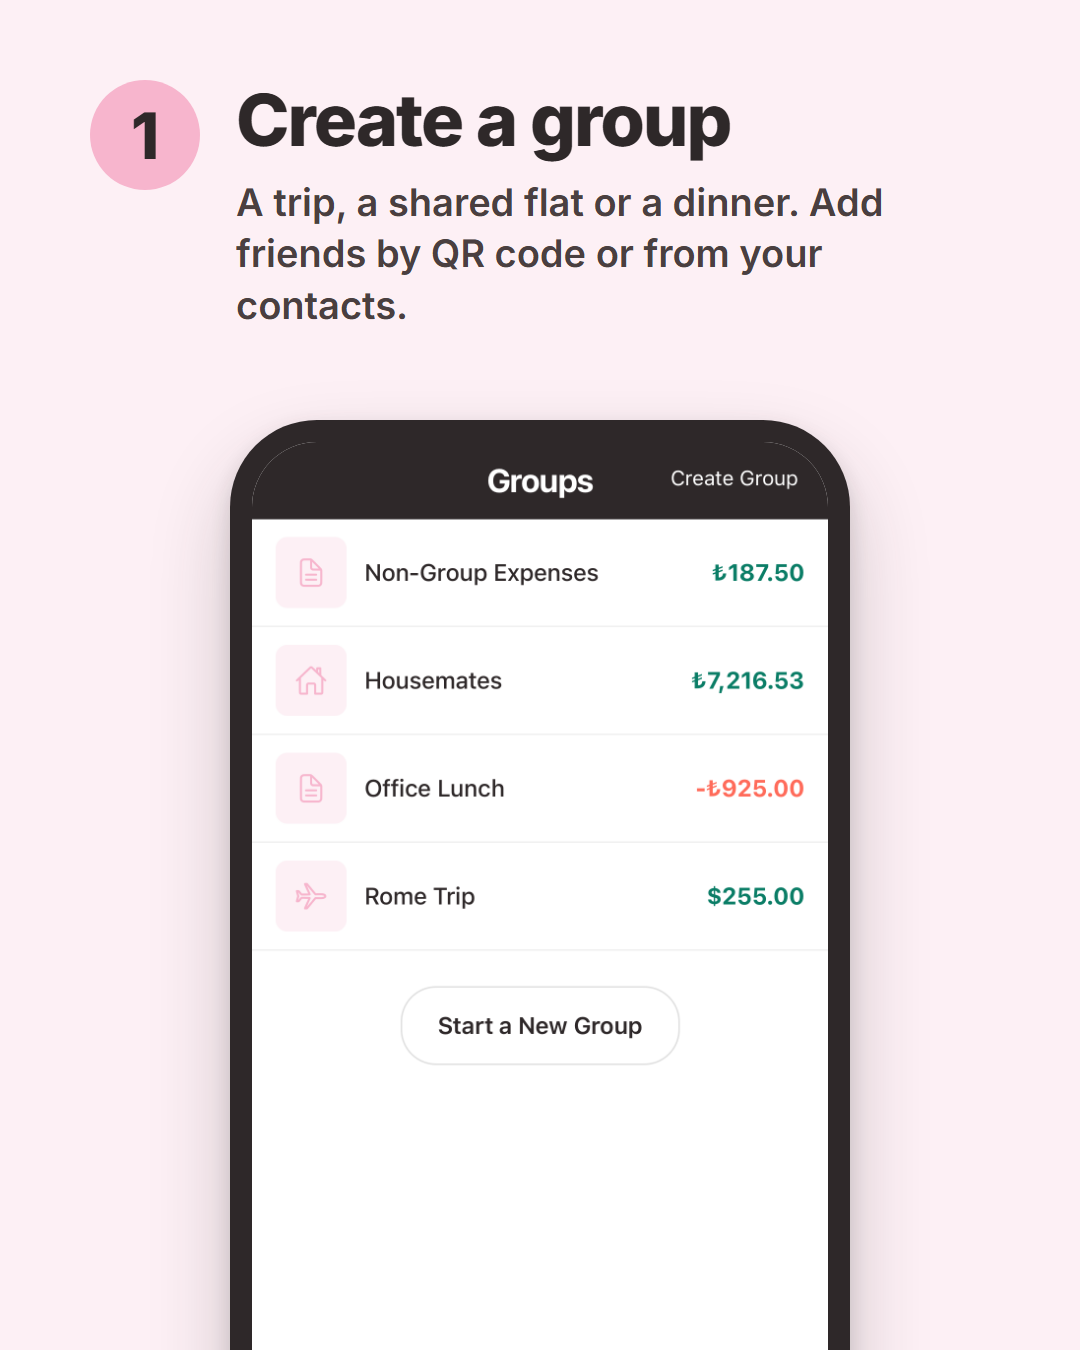 1
Create a group
A trip, a shared flat or a dinner. Add
friends by QR code or from your
contacts.
Groups
Create Group
Non-Group Expenses
₺187.50
Housemates
₺7,216.53
Office Lunch
-₺925.00
Rome Trip
$255.00
Start a New Group